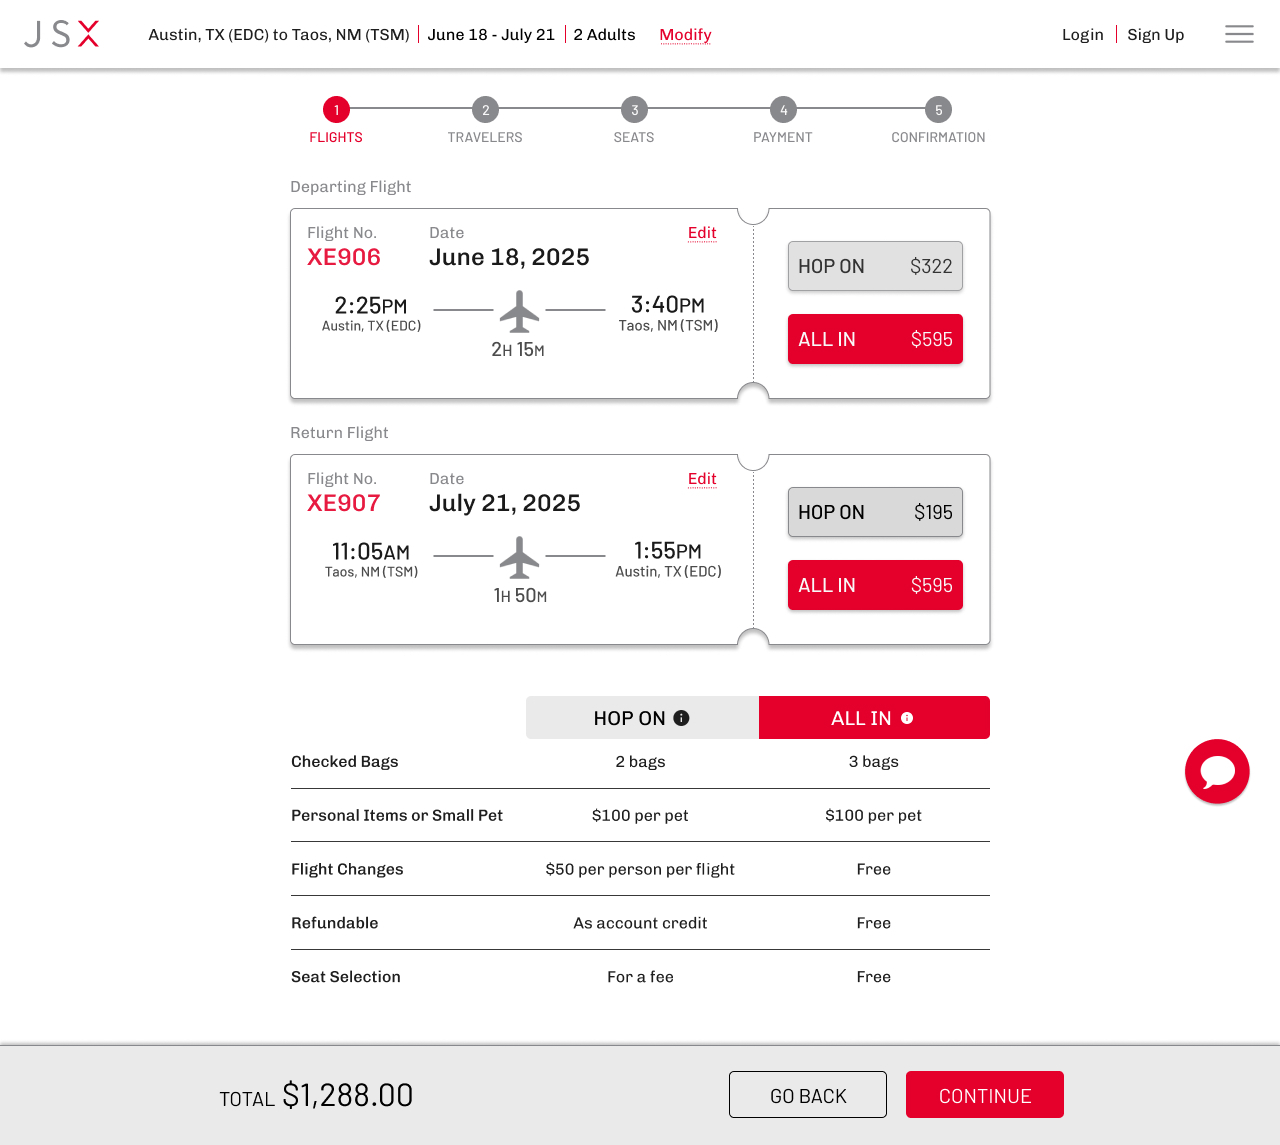 JSX
Austin, TX (EDC) to Taos, NM (TSM) June 18 - July 21 2 Adults Modify
Login Sign Up
1 2 3 4 5
FLIGHTS TRAVELERS SEATS PAYMENT CONFIRMATION
Departing Flight
Flight No. Date Edit
XE906 June 18, 2025
2:25PM 3:40PM
Austin, TX (EDC) Taos, NM (TSM)
2H 15M
HOP ON $322
ALL IN $595
Return Flight
Flight No. Date Edit
XE907 July 21, 2025
11:05AM 1:55PM
Taos, NM (TSM) Austin, TX (EDC)
1H 50M
HOP ON $195
ALL IN $595
HOP ON i ALL IN i
Checked Bags 2 bags 3 bags
Personal Items or Small Pet $100 per pet $100 per pet
Flight Changes $50 per person per flight Free
Refundable As account credit Free
Seat Selection For a fee Free
TOTAL $1,288.00
GO BACK CONTINUE